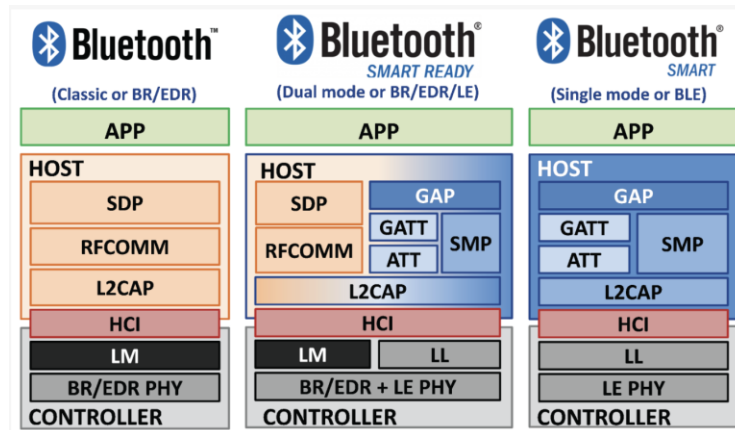 Bluetooth™
(Classic or BR/EDR)
APP
HOST
SDP
RFCOMM
L2CAP
HCI
LM
BR/EDR PHY
CONTROLLER
Bluetooth®
SMART READY
(Dual mode or BR/EDR/LE)
APP
HOST
SDP
GAP
RFCOMM
GATT
ATT
SMP
L2CAP
HCI
LM
LL
BR/EDR + LE PHY
CONTROLLER
Bluetooth®
SMART
(Single mode or BLE)
APP
HOST
GAP
GATT
ATT
SMP
L2CAP
HCI
LL
LE PHY
CONTROLLER